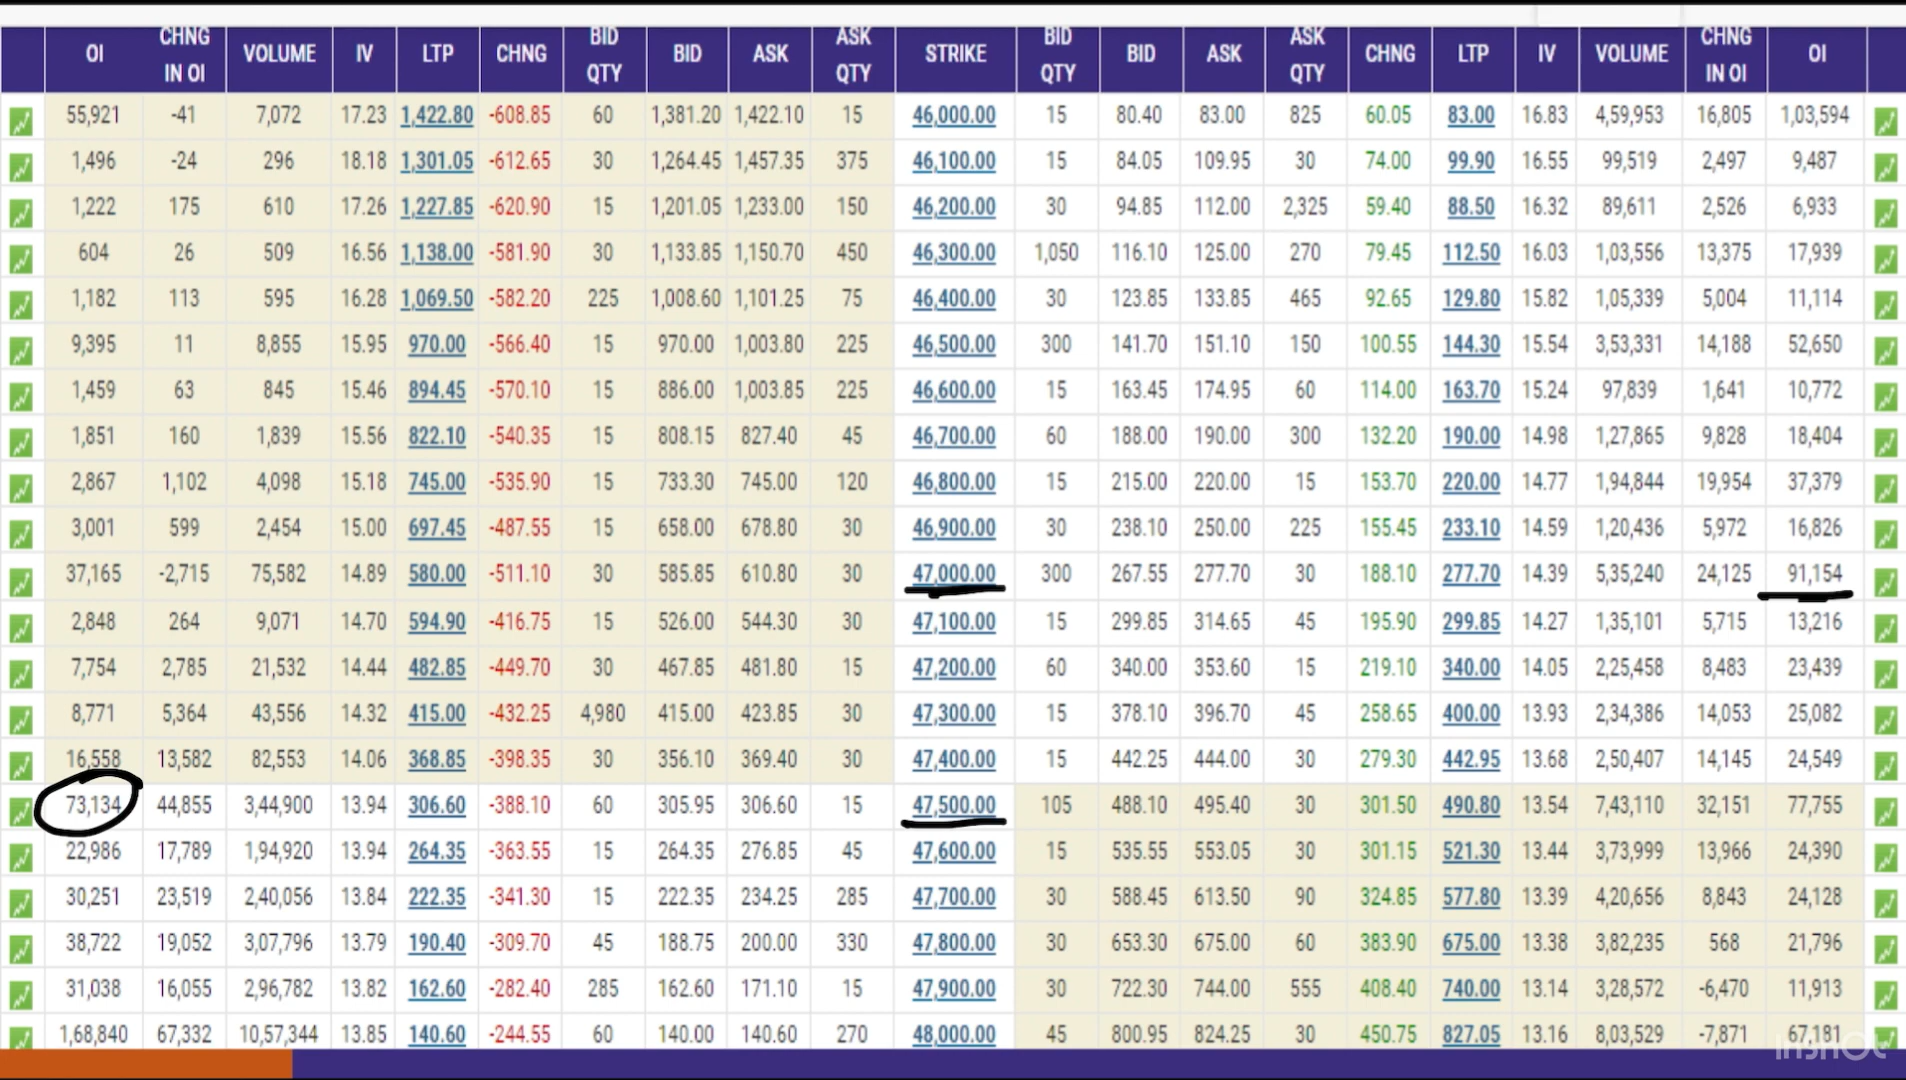 OI CHNG IN OI VOLUME IV LTP CHNG BID QTY BID ASK ASK QTY STRIKE BID QTY BID ASK ASK QTY CHNG LTP IV VOLUME CHNG IN OI OI
55,921 -41 7,072 17.23 1,422.80 -608.85 60 1,381.20 1,422.10 15 46,000.00 15 80.40 83.00 825 60.05 83.00 16.83 4,59,953 16,805 1,03,594
1,496 -24 296 18.18 1,301.05 -612.65 30 1,264.45 1,457.35 375 46,100.00 15 84.05 109.95 30 74.00 99.90 16.55 99,519 2,497 9,487
1,222 175 610 17.26 1,227.85 -620.90 15 1,201.05 1,233.00 150 46,200.00 30 94.85 112.00 2,325 59.40 88.50 16.32 89,611 2,526 6,933
604 26 509 16.56 1,138.00 -581.90 30 1,133.85 1,150.70 450 46,300.00 1,050 116.10 125.00 270 79.45 112.50 16.03 1,03,556 13,375 17,939
1,182 113 595 16.28 1,069.50 -582.20 225 1,008.60 1,101.25 75 46,400.00 30 123.85 133.85 465 92.65 129.80 15.82 1,05,339 5,004 11,114
9,395 11 8,855 15.95 970.00 -566.40 15 970.00 1,003.80 225 46,500.00 300 141.70 151.10 150 100.55 144.30 15.54 3,53,331 14,188 52,650
1,459 63 845 15.46 894.45 -570.10 15 886.00 1,003.85 225 46,600.00 15 163.45 174.95 60 114.00 163.70 15.24 97,839 1,641 10,772
1,851 160 1,839 15.56 822.10 -540.35 15 808.15 827.40 45 46,700.00 60 188.00 190.00 300 132.20 190.00 14.98 1,27,865 9,828 18,404
2,867 1,102 4,098 15.18 745.00 -535.90 15 733.30 745.00 120 46,800.00 15 215.00 220.00 15 153.70 220.00 14.77 1,94,844 19,954 37,379
3,001 599 2,454 15.00 697.45 -487.55 15 658.00 678.80 30 46,900.00 30 238.10 250.00 225 155.45 233.10 14.59 1,20,436 5,972 16,826
37,165 -2,715 75,582 14.89 580.00 -511.10 30 585.85 610.80 30 47,000.00 300 267.55 277.70 30 188.10 277.70 14.39 5,35,240 24,125 91,154
2,848 264 9,071 14.70 594.90 -416.75 15 526.00 544.30 30 47,100.00 15 299.85 314.65 45 195.90 299.85 14.27 1,35,101 5,715 13,216
7,754 2,785 21,532 14.44 482.85 -449.70 30 467.85 481.80 15 47,200.00 60 340.00 353.60 15 219.10 340.00 14.05 2,25,458 8,483 23,439
8,771 5,364 43,556 14.32 415.00 -432.25 4,980 415.00 423.85 30 47,300.00 15 378.10 396.70 45 258.65 400.00 13.93 2,34,386 14,053 25,082
16,558 13,582 82,553 14.06 368.85 -398.35 30 356.10 369.40 30 47,400.00 15 442.25 444.00 30 279.30 442.95 13.68 2,50,407 14,145 24,549
73,134 44,855 3,44,900 13.94 306.60 -388.10 60 305.95 306.60 15 47,500.00 105 488.10 495.40 30 301.50 490.80 13.54 7,43,110 32,151 77,755
22,986 17,789 1,94,920 13.94 264.35 -363.55 15 264.35 276.85 45 47,600.00 15 535.55 553.05 30 301.15 521.30 13.44 3,73,999 13,966 24,390
30,251 23,519 2,40,056 13.84 222.35 -341.30 15 222.35 234.25 285 47,700.00 30 588.45 613.50 90 324.85 577.80 13.39 4,20,656 8,843 24,128
38,722 19,052 3,07,796 13.79 190.40 -309.70 45 188.75 200.00 330 47,800.00 30 653.30 675.00 60 383.90 675.00 13.38 3,82,235 568 21,796
31,038 16,055 2,96,782 13.82 162.60 -282.40 285 162.60 171.10 15 47,900.00 30 722.30 744.00 555 408.40 740.00 13.14 3,28,572 -6,470 11,913
1,68,840 67,332 10,57,344 13.85 140.60 -244.55 60 140.00 140.60 270 48,000.00 45 800.95 824.25 30 450.75 827.05 13.16 8,03,529 -7,871 67,181
InShOt